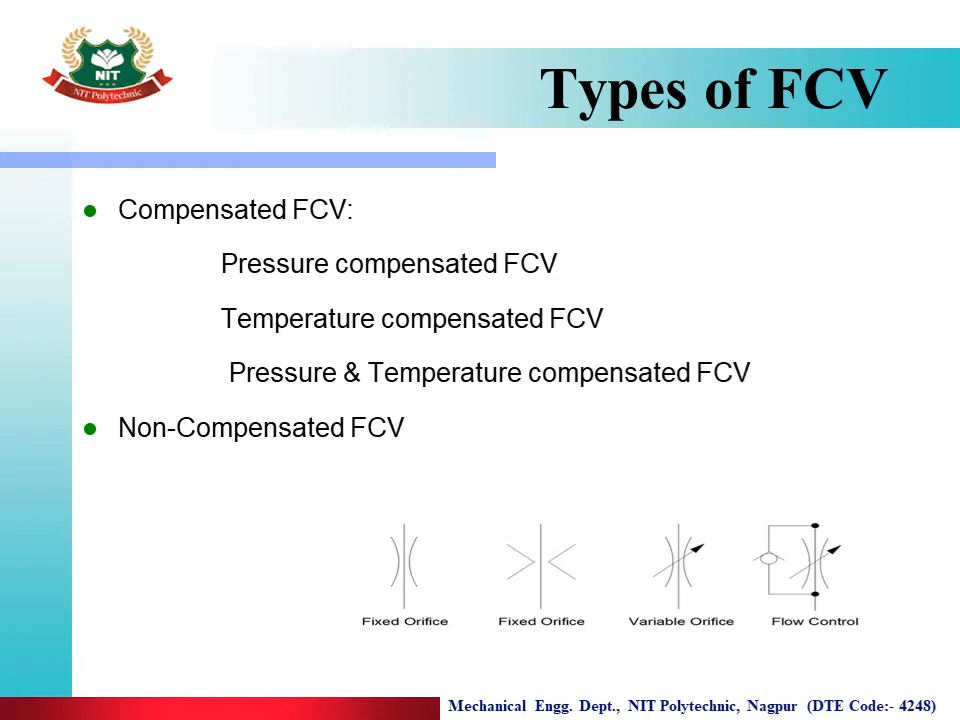 NIT
NIT Polytechnic
Types of FCV
Compensated FCV:
Pressure compensated FCV
Temperature compensated FCV
Pressure & Temperature compensated FCV
Non-Compensated FCV
Fixed Orifice Fixed Orifice Variable Orifice Flow Control
Mechanical Engg. Dept., NIT Polytechnic, Nagpur (DTE Code:- 4248)